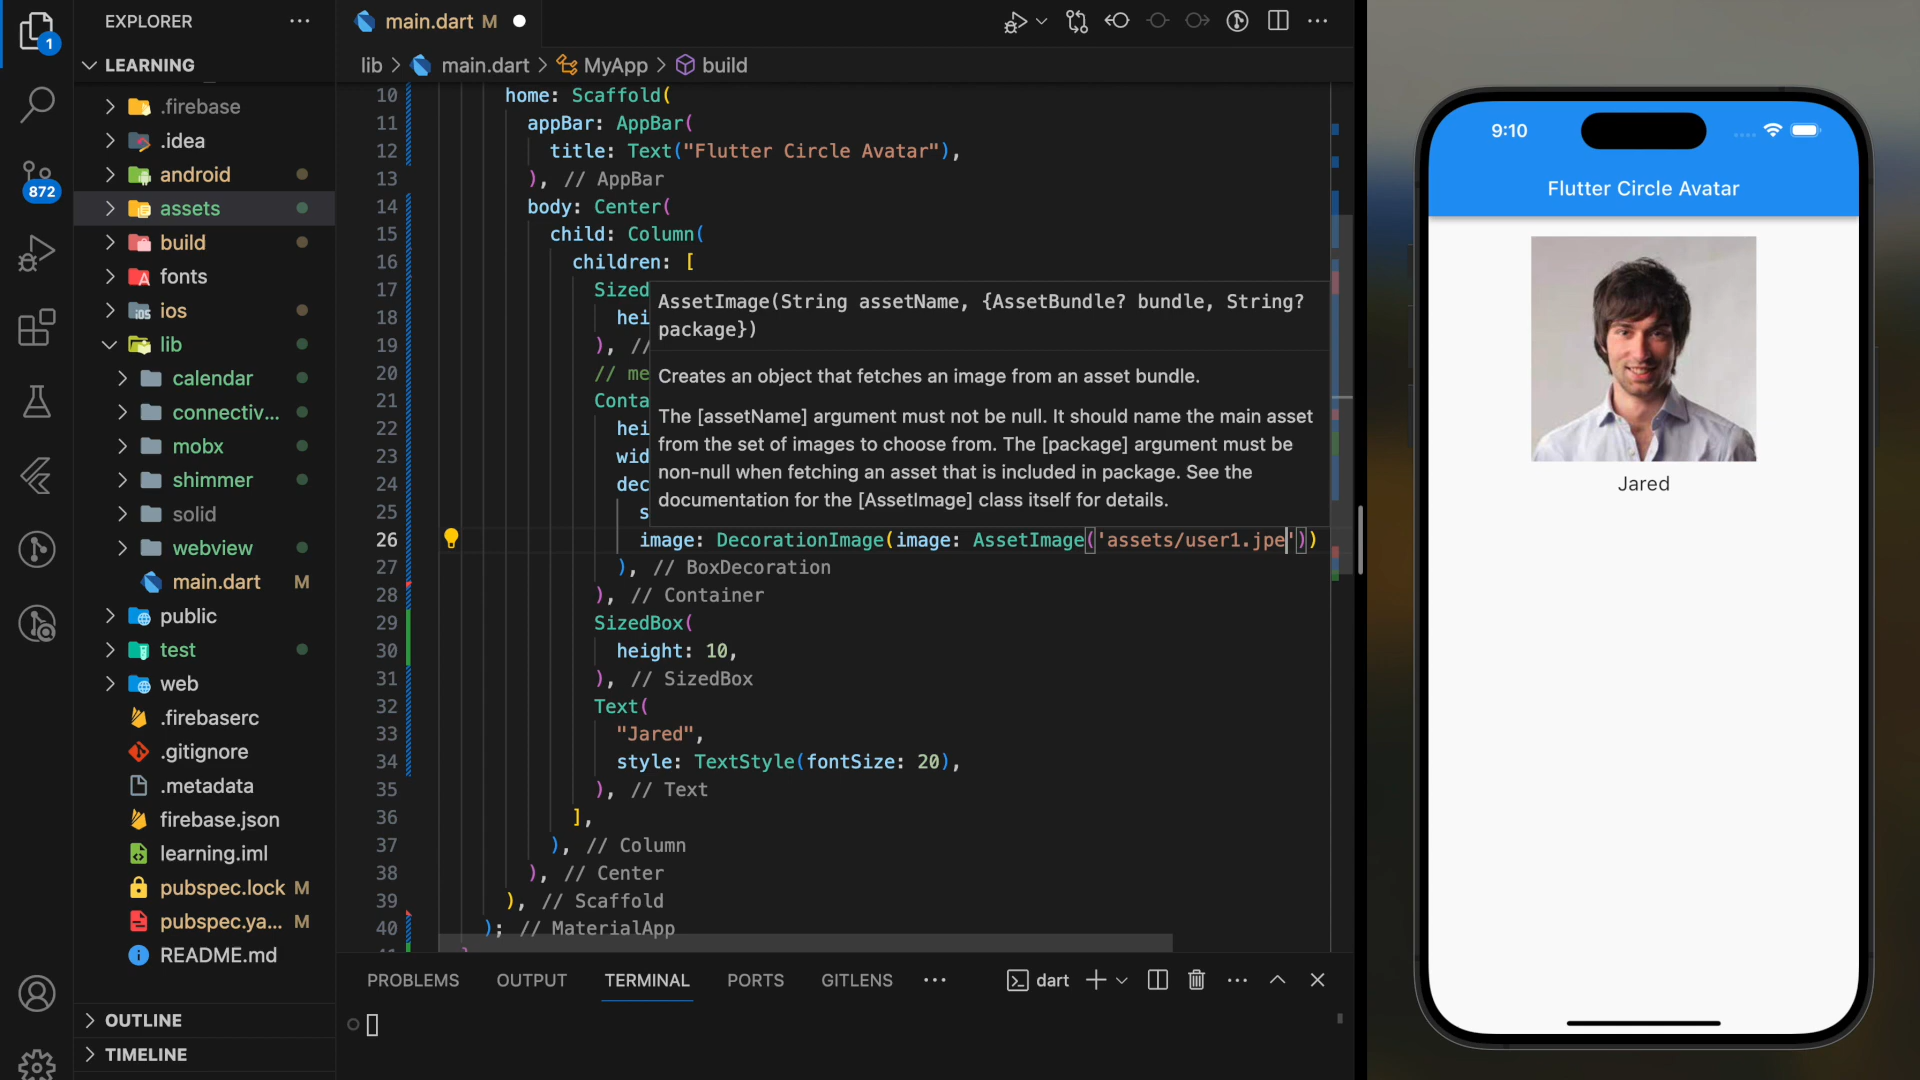 EXPLORER
LEARNING
.firebase
.idea
android
assets
build
fonts
ios
lib
calendar
connectiv...
mobx
shimmer
solid
webview
main.dart M
public
test
web
.firebaserc
.gitignore
.metadata
firebase.json
learning.iml
pubspec.lock M
pubspec.ya... M
README.md
OUTLINE
TIMELINE
1
872
main.dart M
lib > main.dart > MyApp > build
10 home: Scaffold(
11 appBar: AppBar(
12 title: Text("Flutter Circle Avatar"),
13 ), // AppBar
14 body: Center(
15 child: Column(
16 children: [
17 Sized
18 hei
19 ), //
20 // me
21 Conta
22 hei
23 wid
24 dec
25 s
26 image: DecorationImage(image: AssetImage('assets/user1.jpe'))
27 ), // BoxDecoration
28 ), // Container
29 SizedBox(
30 height: 10,
31 ), // SizedBox
32 Text(
33 "Jared",
34 style: TextStyle(fontSize: 20),
35 ), // Text
36 ],
37 ), // Column
38 ), // Center
39 ), // Scaffold
40 ); // MaterialApp
AssetImage(String assetName, {AssetBundle? bundle, String?
package})
Creates an object that fetches an image from an asset bundle.
The [assetName] argument must not be null. It should name the main asset
from the set of images to choose from. The [package] argument must be
non-null when fetching an asset that is included in package. See the
documentation for the [AssetImage] class itself for details.
PROBLEMS OUTPUT TERMINAL PORTS GITLENS ... dart
9:10
Flutter Circle Avatar
Jared